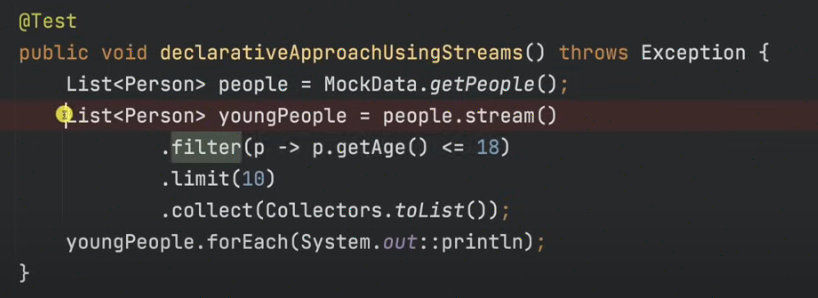 @Test
public void declarativeApproachUsingStreams() throws Exception {
    List<Person> people = MockData.getPeople();
    List<Person> youngPeople = people.stream()
            .filter(p -> p.getAge() <= 18)
            .limit(10)
            .collect(Collectors.toList());
    youngPeople.forEach(System.out::println);
}